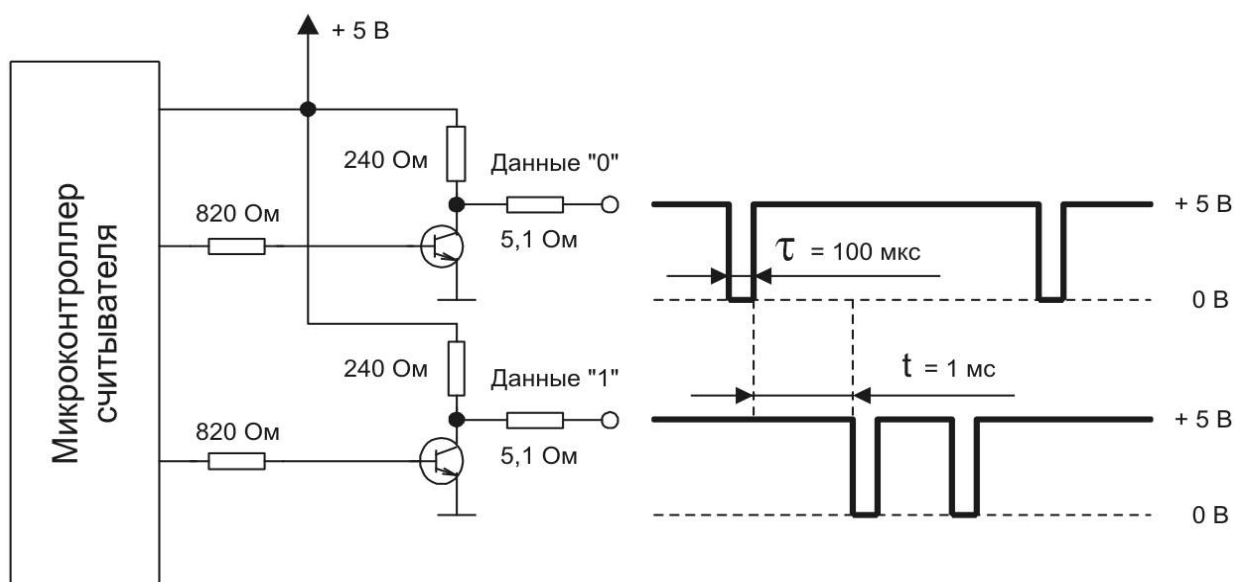 + 5 В
Микроконтроллер
считывателя
240 Ом
Данные "0"
820 Ом
5,1 Ом
+ 5 В
τ = 100 мкс
0 В
240 Ом
Данные "1"
t = 1 мс
820 Ом
5,1 Ом
+ 5 В
0 В